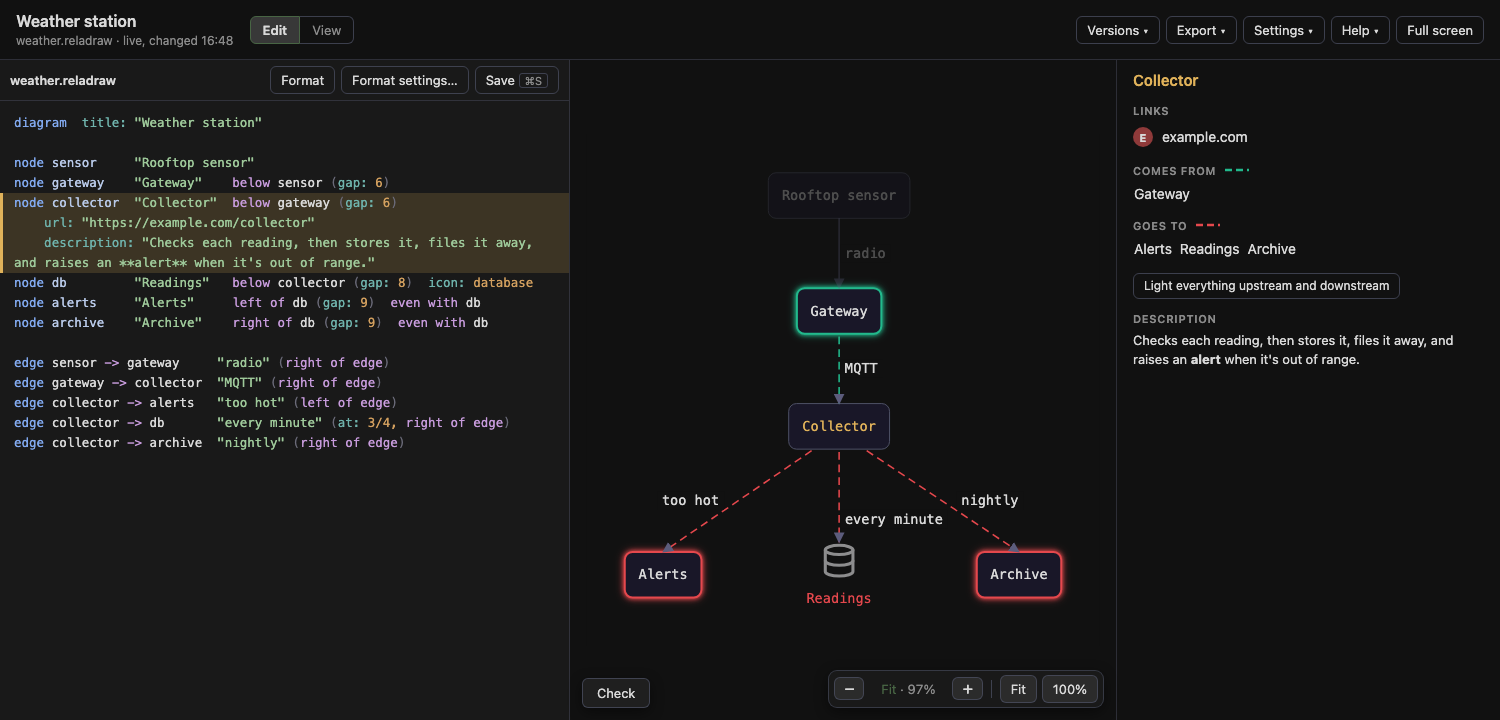 Weather station
weather.reladraw · live, changed 16:48
Edit View
Versions ▾ Export ▾ Settings ▾ Help ▾ Full screen
weather.reladraw
Format Format settings... Save ⌘S
diagram  title: "Weather station"
node sensor     "Rooftop sensor"
node gateway    "Gateway"    below sensor (gap: 6)
node collector  "Collector"  below gateway (gap: 6)
    url: "https://example.com/collector"
    description: "Checks each reading, then stores it, files it away,
and raises an **alert** when it's out of range."
node db         "Readings"   below collector (gap: 8)  icon: database
node alerts     "Alerts"     left of db (gap: 9)  even with db
node archive    "Archive"    right of db (gap: 9)  even with db
edge sensor -> gateway     "radio" (right of edge)
edge gateway -> collector  "MQTT" (right of edge)
edge collector -> alerts   "too hot" (left of edge)
edge collector -> db       "every minute" (at: 3/4, right of edge)
edge collector -> archive  "nightly" (right of edge)
Rooftop sensor
radio
Gateway
MQTT
Collector
too hot
nightly
every minute
Alerts
Archive
Readings
Check
− Fit · 97% + Fit 100%
Collector
LINKS
E example.com
COMES FROM
Gateway
GOES TO
Alerts Readings Archive
Light everything upstream and downstream
DESCRIPTION
Checks each reading, then stores it, files it away, and
raises an alert when it's out of range.